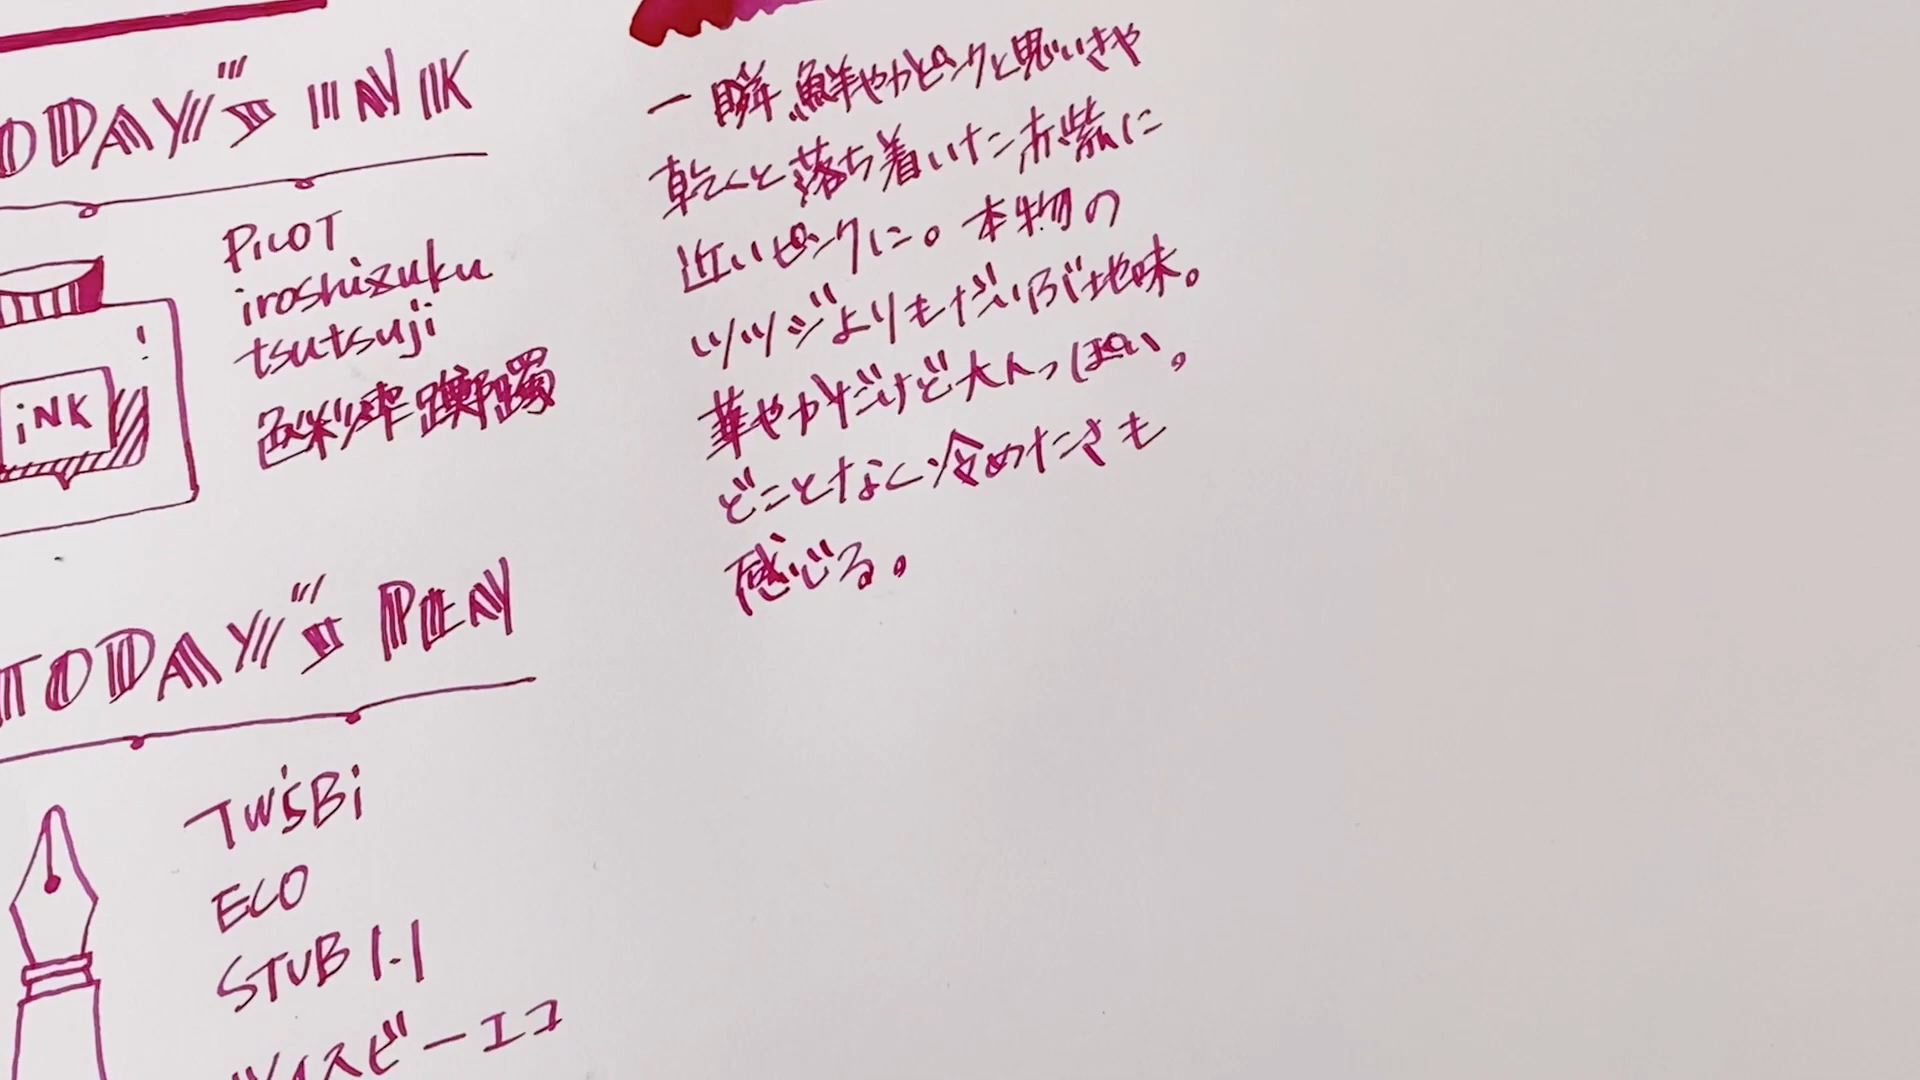 TODAY'S INK
PILOT
iroshizuku
tsutsuji
色彩雫 躑躅
iNK
TODAY'S PEN
TWSBi
ECO
STUB 1.1
ツイスビーエコ
一瞬鮮やかピンクと思いきや
乾くと落ち着いた赤紫に
近いピンクに。本物の
ツツジよりもだいぶ地味。
華やかだけど大人っぽい。
どことなく冷めたさも
感じる。